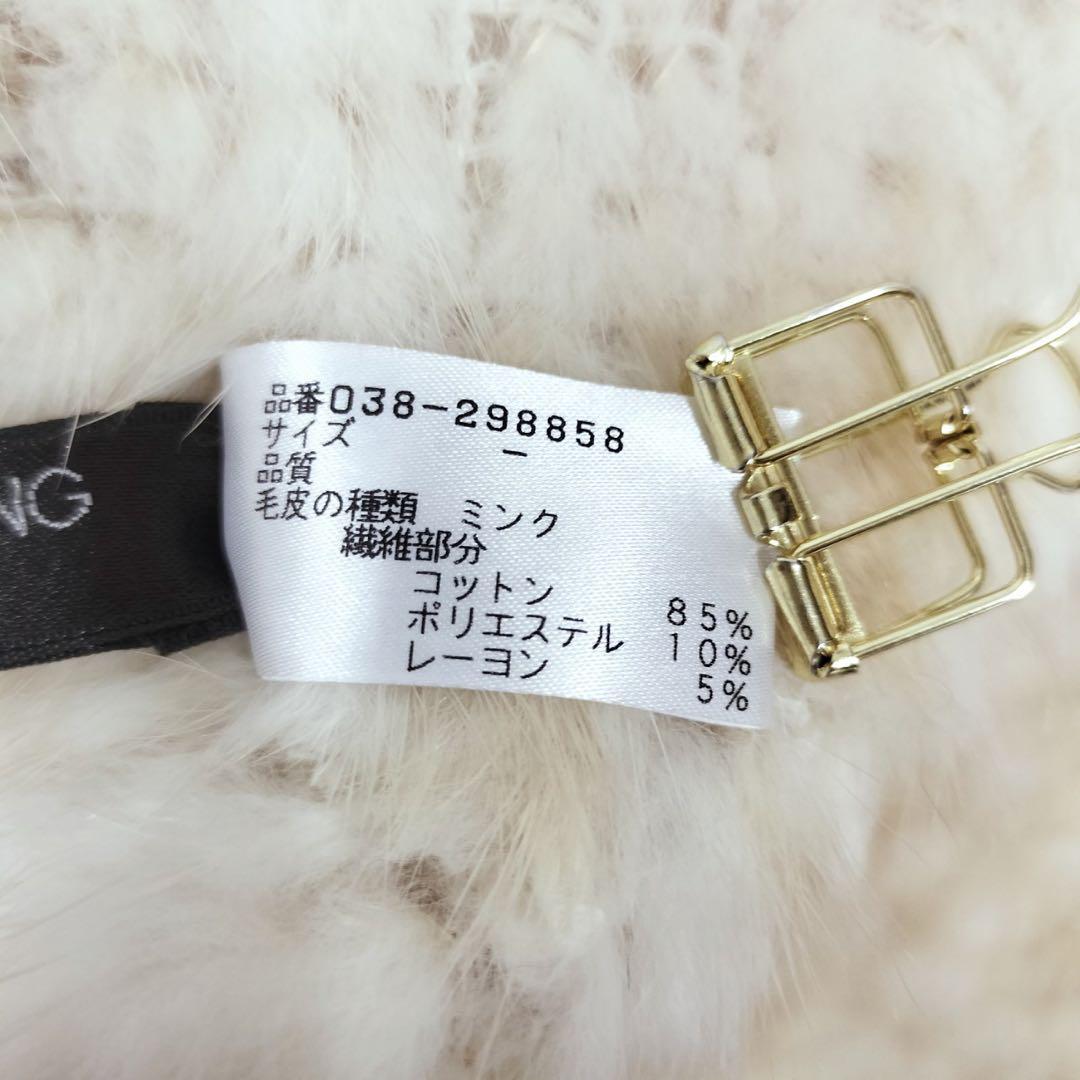 品番038-298858
サイズ －
品質
毛皮の種類 ミンク
繊維部分
コットン 85%
ポリエステル 10%
レーヨン 5%
NG